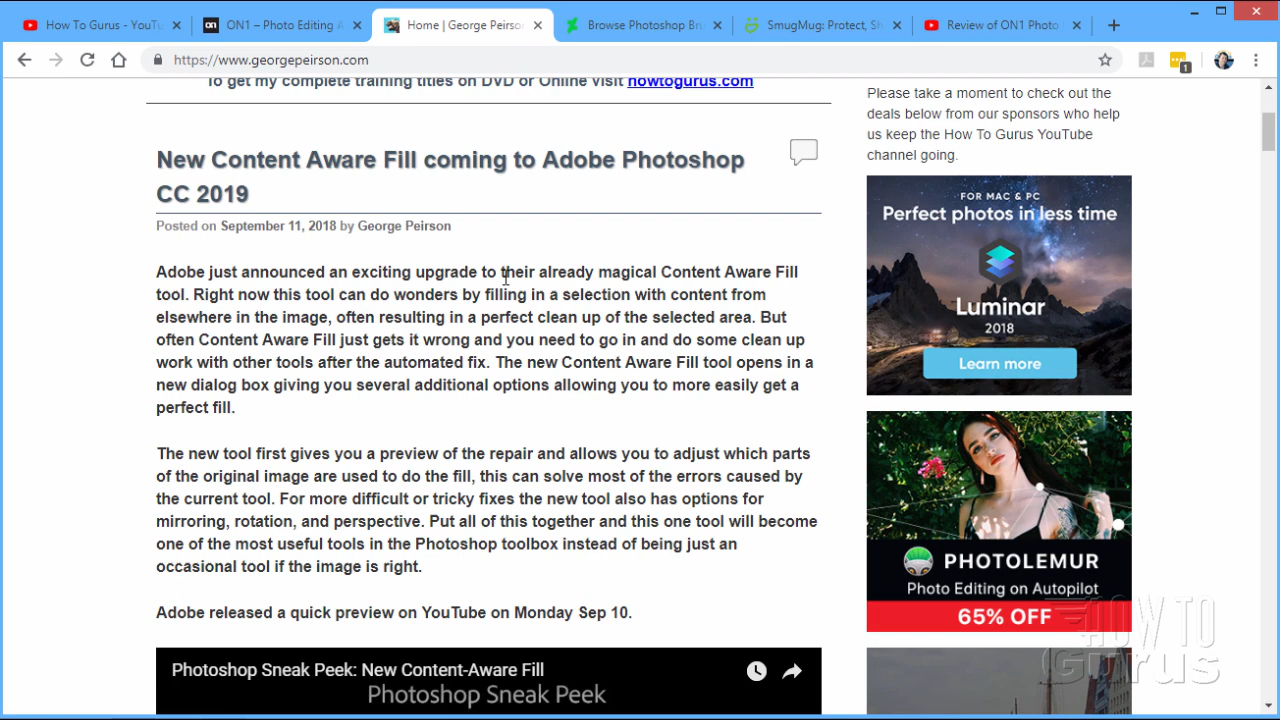 How To Gurus - YouTu
ON1 – Photo Editing A
Home | George Peirson
Browse Photoshop Bru
SmugMug: Protect, Sh
Review of ON1 Photo
https://www.georgepeirson.com
1
To get my complete training titles on DVD or Online visit howtogurus.com
New Content Aware Fill coming to Adobe Photoshop
CC 2019
Posted on September 11, 2018 by George Peirson
Adobe just announced an exciting upgrade to their already magical Content Aware Fill
tool. Right now this tool can do wonders by filling in a selection with content from
elsewhere in the image, often resulting in a perfect clean up of the selected area. But
often Content Aware Fill just gets it wrong and you need to go in and do some clean up
work with other tools after the automated fix. The new Content Aware Fill tool opens in a
new dialog box giving you several additional options allowing you to more easily get a
perfect fill.
The new tool first gives you a preview of the repair and allows you to adjust which parts
of the original image are used to do the fill, this can solve most of the errors caused by
the current tool. For more difficult or tricky fixes the new tool also has options for
mirroring, rotation, and perspective. Put all of this together and this one tool will become
one of the most useful tools in the Photoshop toolbox instead of being just an
occasional tool if the image is right.
Adobe released a quick preview on YouTube on Monday Sep 10.
Photoshop Sneak Peek: New Content-Aware Fill
Photoshop Sneak Peek
Please take a moment to check out the
deals below from our sponsors who help
us keep the How To Gurus YouTube
channel going.
FOR MAC & PC
Perfect photos in less time
Luminar
2018
Learn more
PHOTOLEMUR
Photo Editing on Autopilot
65% OFF
HOW TO
Gurus